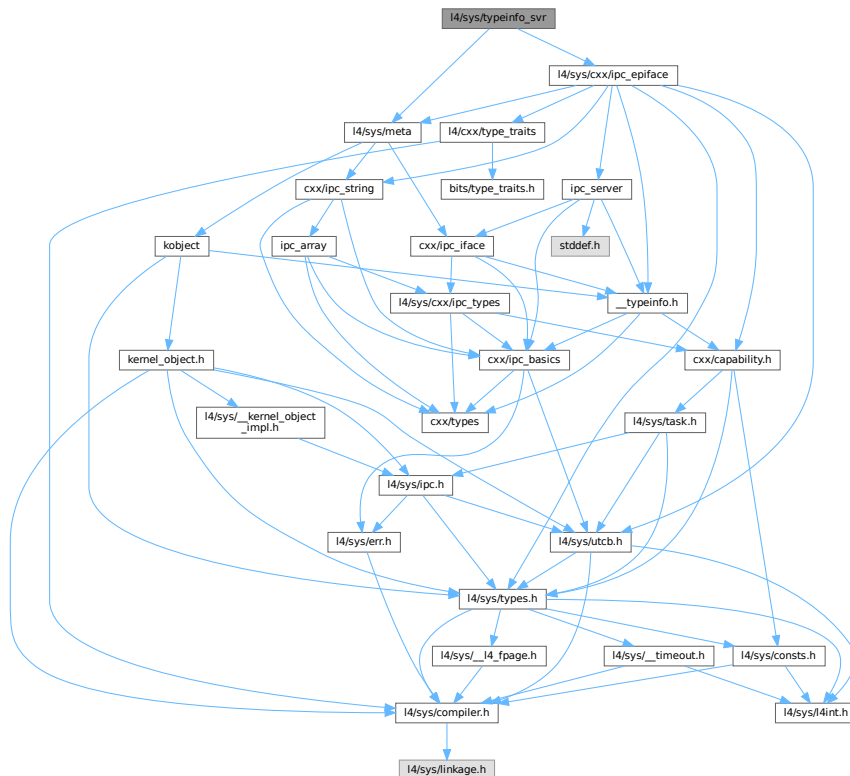 l4/sys/typeinfo_svr
l4/sys/cxx/ipc_epiface
l4/sys/meta
l4/cxx/type_traits
cxx/ipc_string
bits/type_traits.h
ipc_server
kobject
ipc_array
cxx/ipc_iface
stddef.h
l4/sys/cxx/ipc_types
__typeinfo.h
kernel_object.h
cxx/ipc_basics
cxx/capability.h
l4/sys/__kernel_object
_impl.h
cxx/types
l4/sys/task.h
l4/sys/ipc.h
l4/sys/err.h
l4/sys/utcb.h
l4/sys/types.h
l4/sys/__l4_fpage.h
l4/sys/__timeout.h
l4/sys/consts.h
l4/sys/compiler.h
l4/sys/l4int.h
l4/sys/linkage.h